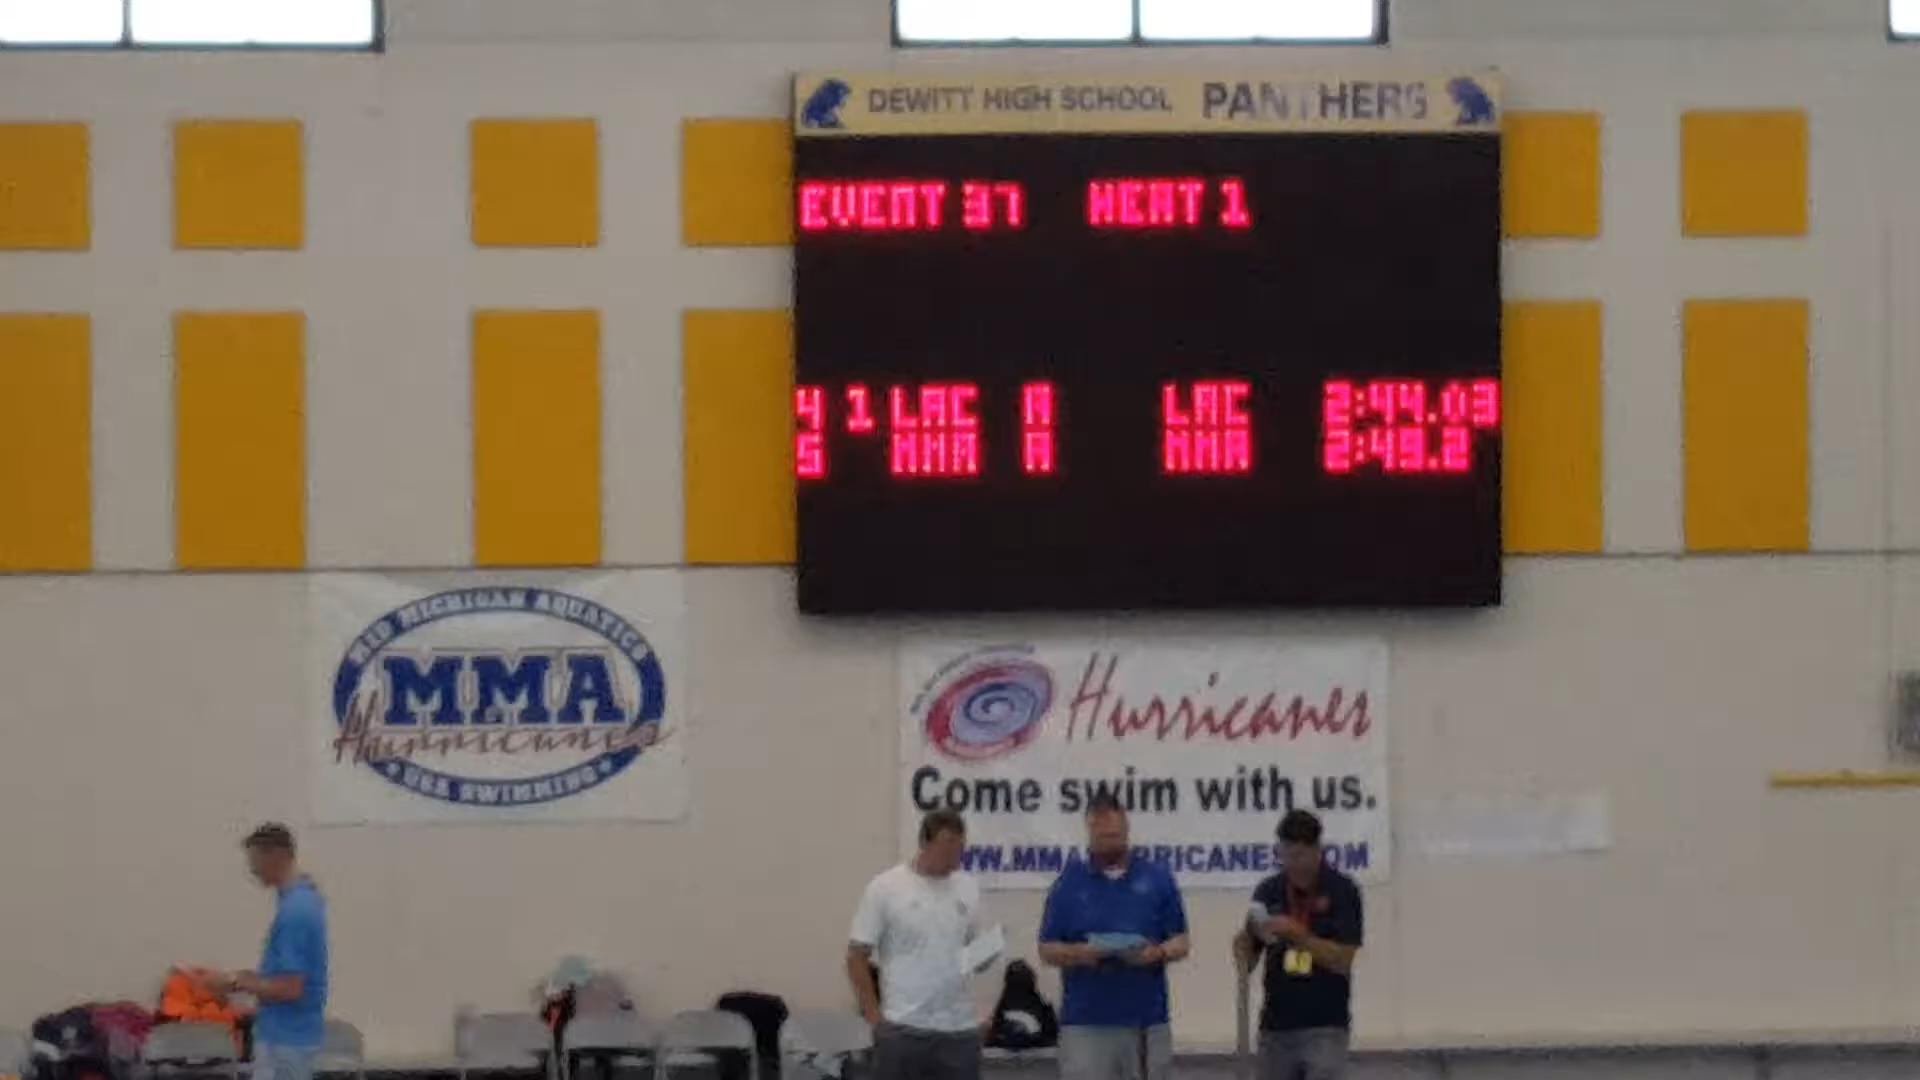 DEWITT HIGH SCHOOL PANTHERS
EVENT 37 HEAT 1
4 1 LAC A LAC 2:44.03
5 MMA A MMA 2:49.2
MID MICHIGAN AQUATICS
MMA
Hurricanes
USA SWIMMING
Hurricanes
Come swim with us.